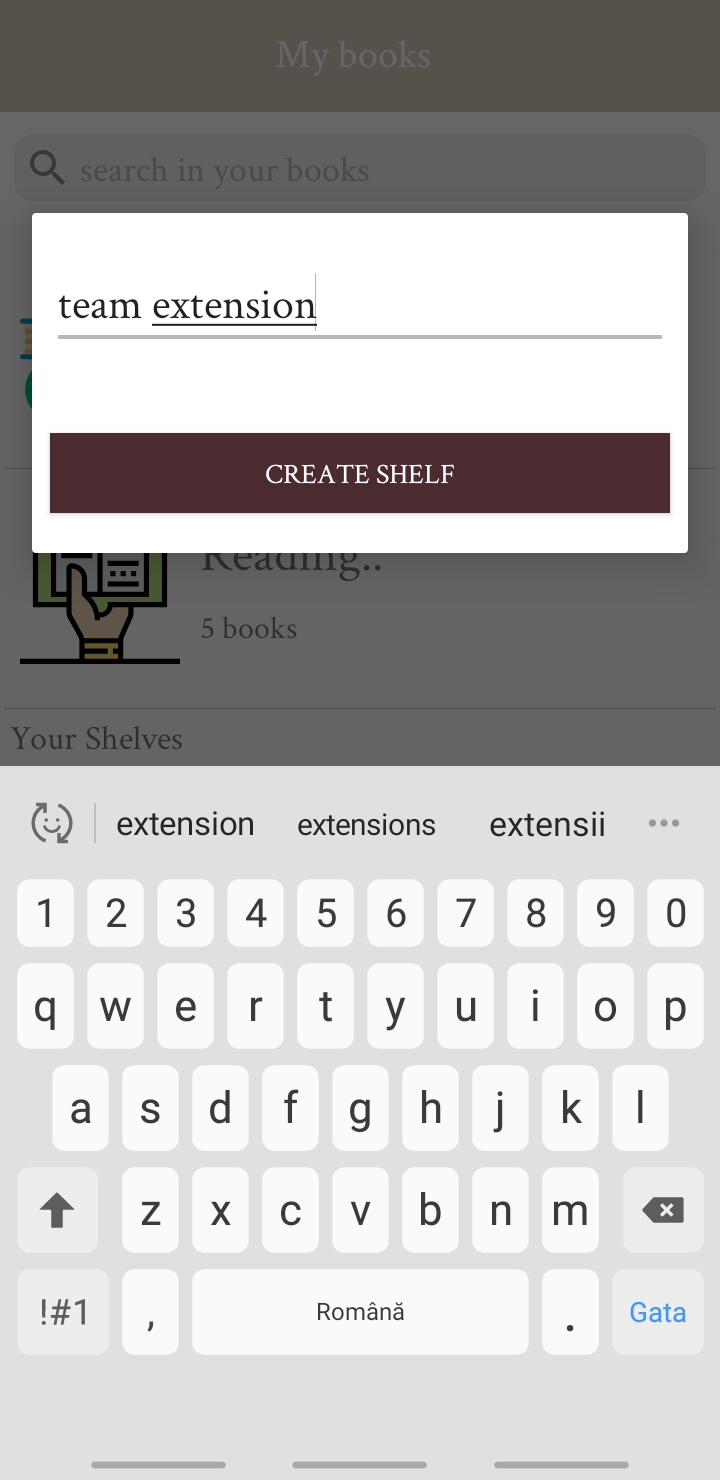 My books
search in your books
team extension
CREATE SHELF
Reading..
5 books
Your Shelves
extension extensions extensii
1 2 3 4 5 6 7 8 9 0
q w e r t y u i o p
a s d f g h j k l
z x c v b n m
!#1 , Română . Gata